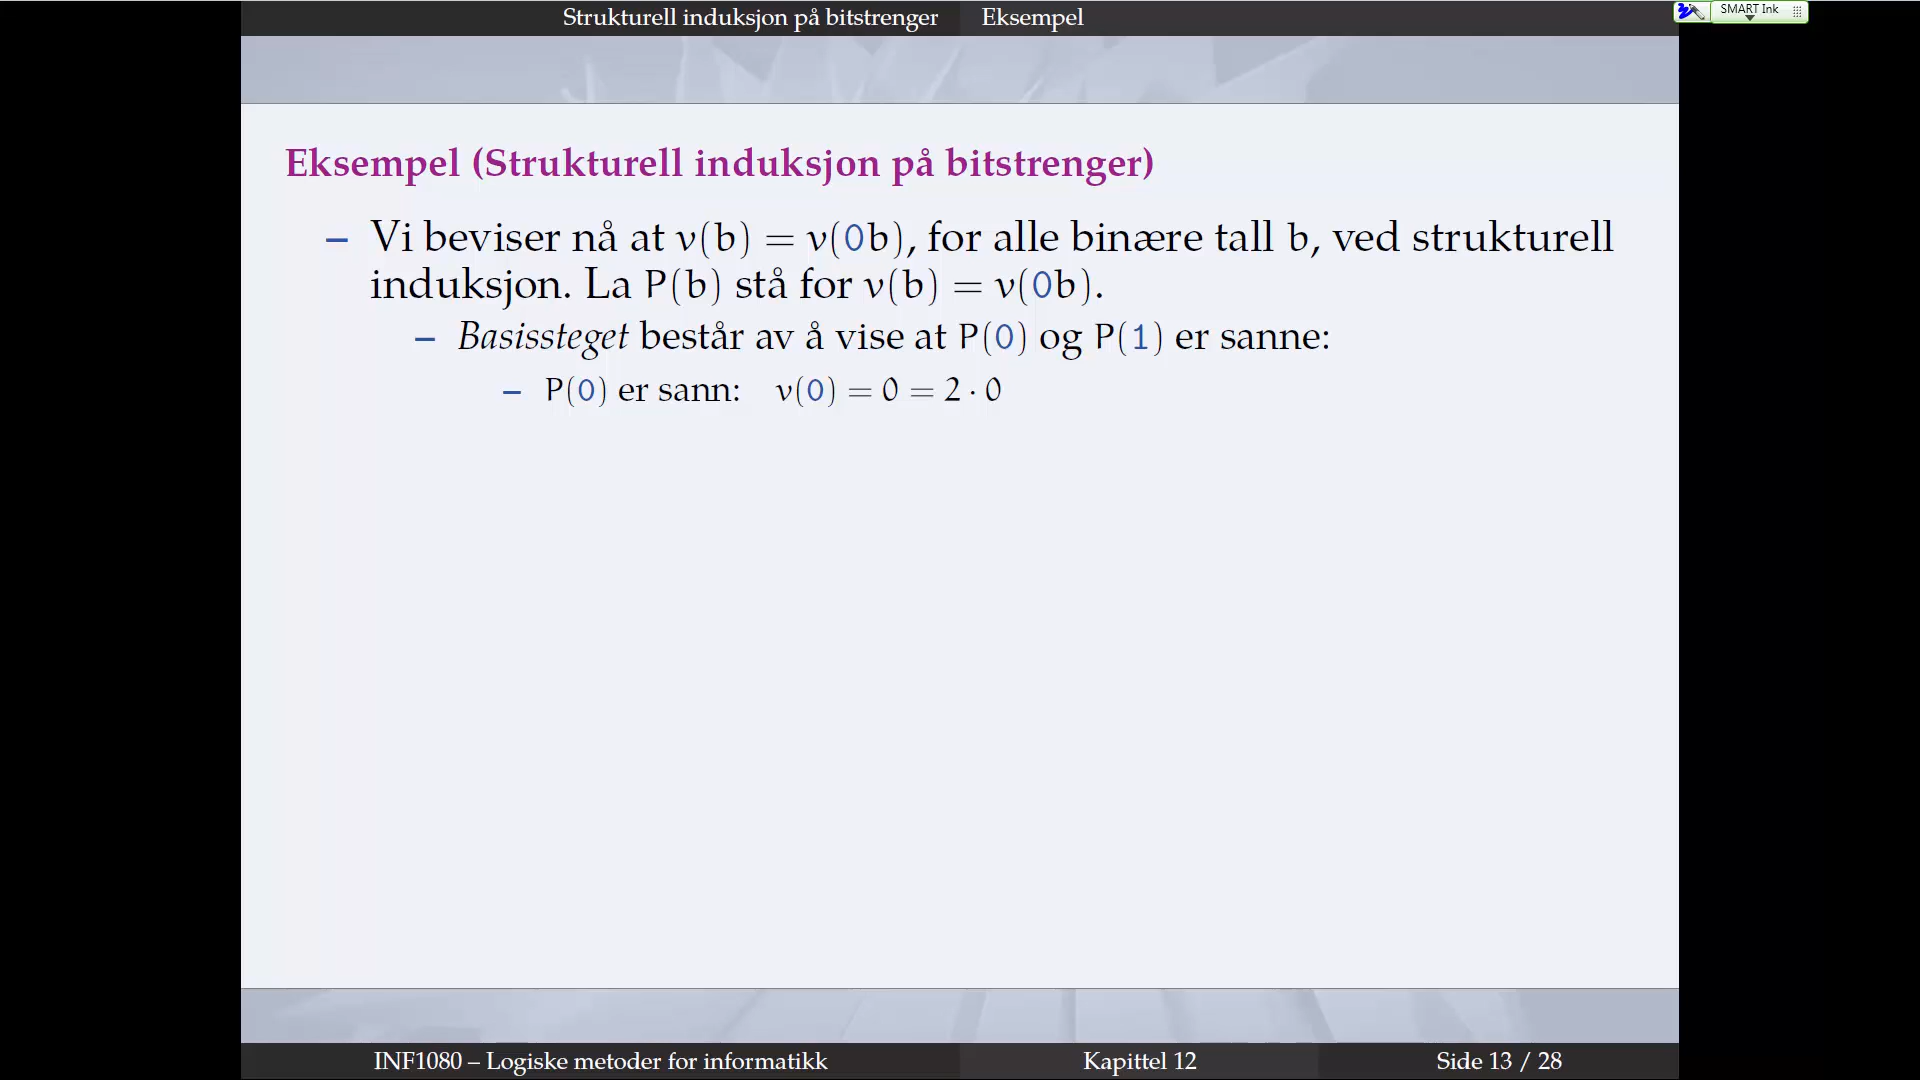 Strukturell induksjon på bitstrenger Eksempel
SMART Ink
Eksempel (Strukturell induksjon på bitstrenger)
– Vi beviser nå at v(b) = v(0b), for alle binære tall b, ved strukturell
induksjon. La P(b) stå for v(b) = v(0b).
– Basissteget består av å vise at P(0) og P(1) er sanne:
– P(0) er sann: v(0) = 0 = 2 · 0
INF1080 – Logiske metoder for informatikk Kapittel 12 Side 13 / 28